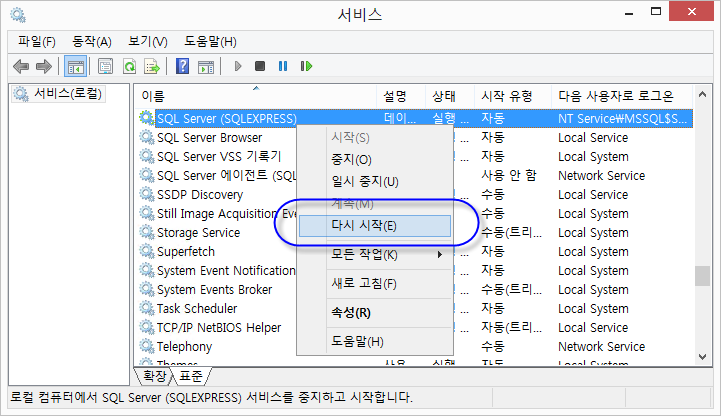 서비스
파일(F) 동작(A) 보기(V) 도움말(H)
서비스(로컬)
이름 설명 상태 시작 유형 다음 사용자로 로그온
SQL Server (SQLEXPRESS) 데이... 실행 ... 자동 NT Service₩MSSQL$S...
SQL Server Browser 자동 Local Service
SQL Server VSS 기록기 자동 Local System
SQL Server 에이전트 (SQL 사용 안 함 Network Service
SSDP Discovery 수동 Local Service
Still Image Acquisition Eve 수동 Local System
Storage Service 수동(트리... Local System
Superfetch 자동 Local System
System Event Notification 자동 Local System
System Events Broker 수동(트리... Local System
Task Scheduler 자동 Local System
TCP/IP NetBIOS Helper 자동(트리... Local Service
Telephony 수동 Network Service
Themes 사용 실행 자동 Local System
시작(S)
중지(O)
일시 중지(U)
계속(M)
다시 시작(E)
모든 작업(K)
새로 고침(F)
속성(R)
도움말(H)
확장 표준
로컬 컴퓨터에서 SQL Server (SQLEXPRESS) 서비스를 중지하고 시작합니다.